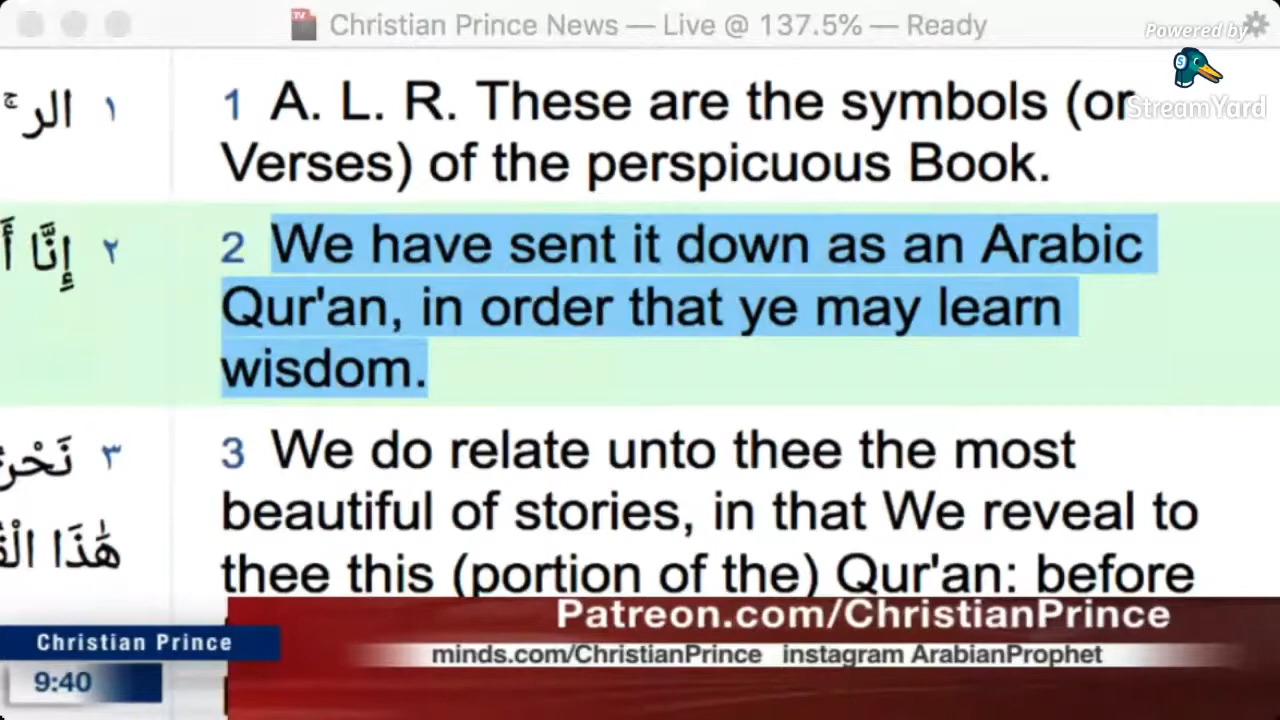 Christian Prince News — Live @ 137.5% — Ready
Powered by
StreamYard
الر ۚ ١
1 A. L. R. These are the symbols (or
Verses) of the perspicuous Book.
إِنَّا أَ ٢
2 We have sent it down as an Arabic
Qur'an, in order that ye may learn
wisdom.
٣
3 We do relate unto thee the most
beautiful of stories, in that We reveal to
هَٰذَا
thee this (portion of the) Qur'an: before
Patreon.com/ChristianPrince
Christian Prince
minds.com/ChristianPrince instagram ArabianProphet
9:40